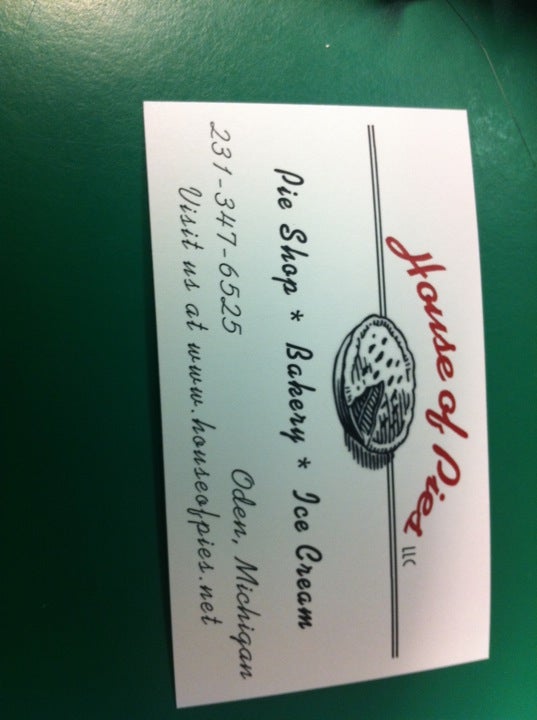 House of Pies LLC
Pie Shop * Bakery * Ice Cream
231-347-6525 Oden, Michigan
Visit us at www.houseofpies.net